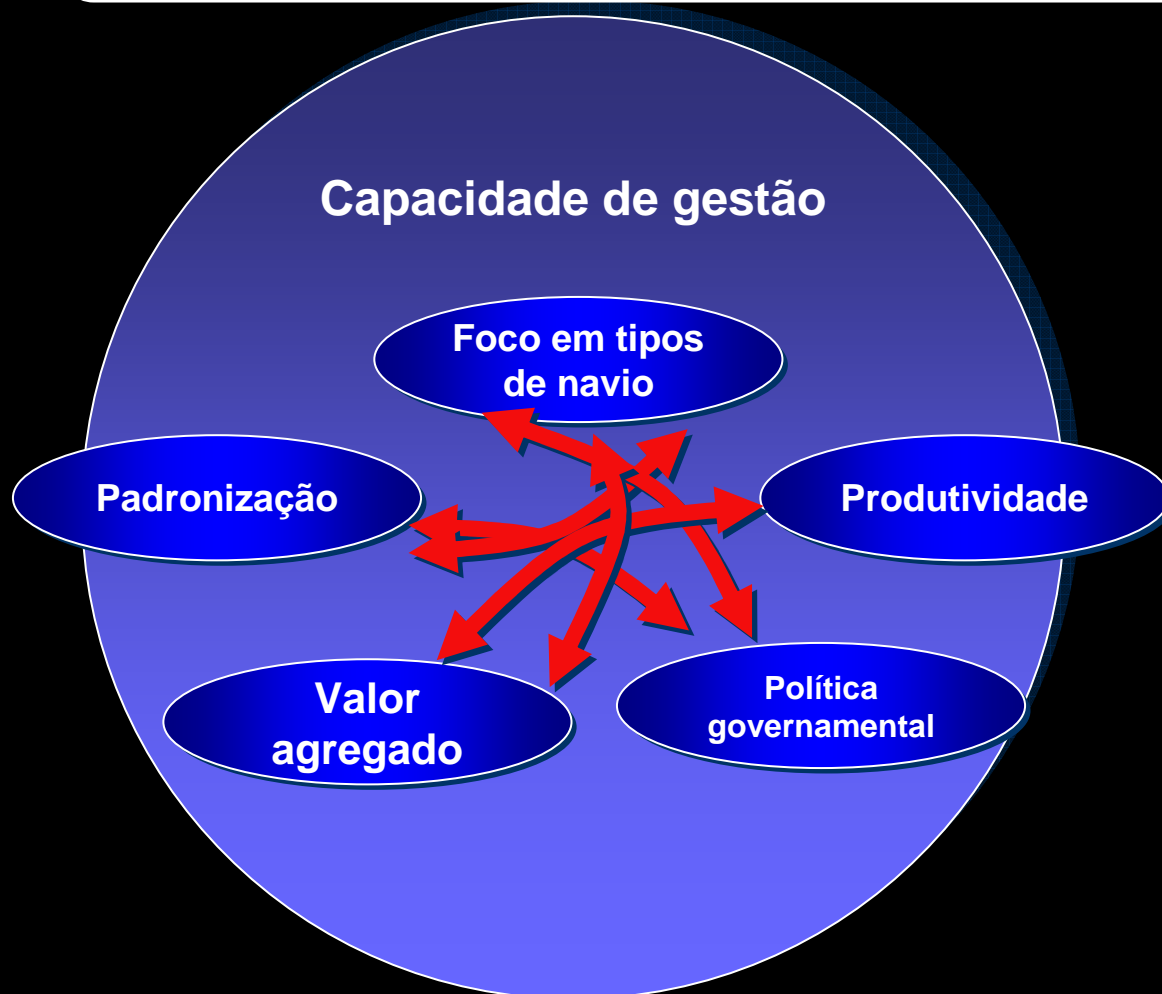 Capacidade de gestão
Foco em tipos
de navio
Padronização
Produtividade
Valor
agregado
Política
governamental